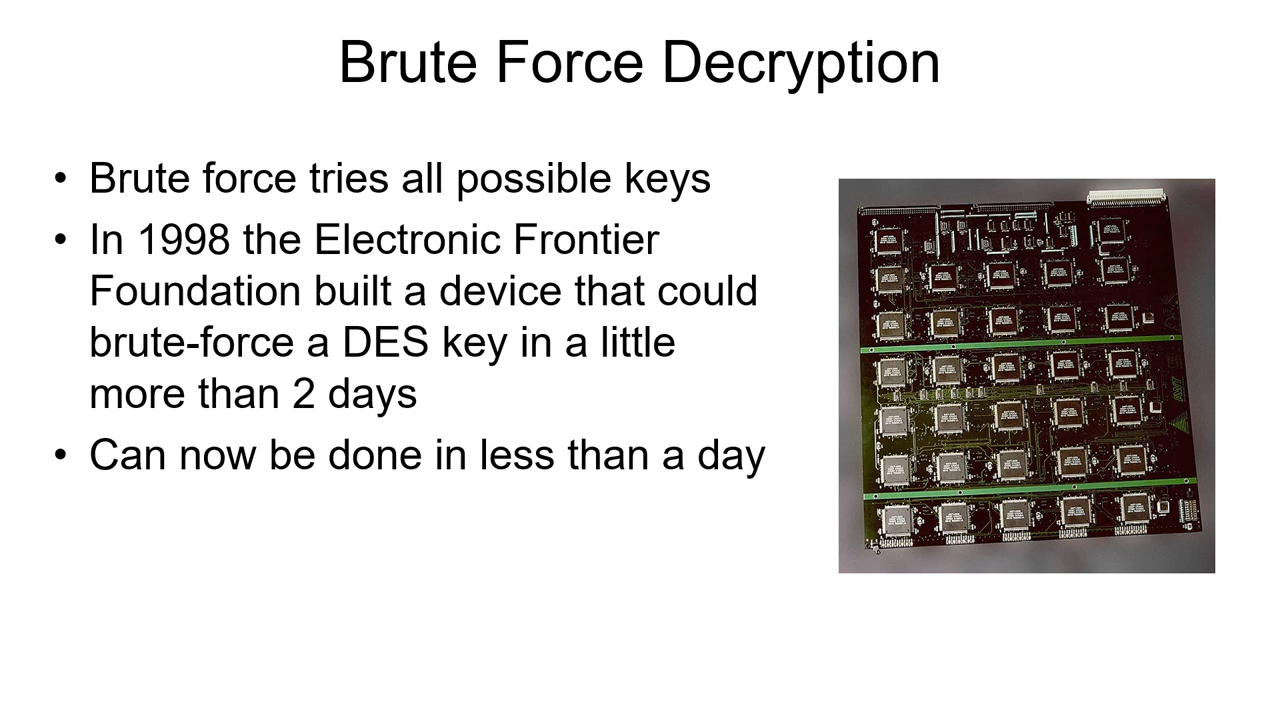 Brute Force Decryption
• Brute force tries all possible keys
• In 1998 the Electronic Frontier
Foundation built a device that could
brute-force a DES key in a little
more than 2 days
• Can now be done in less than a day